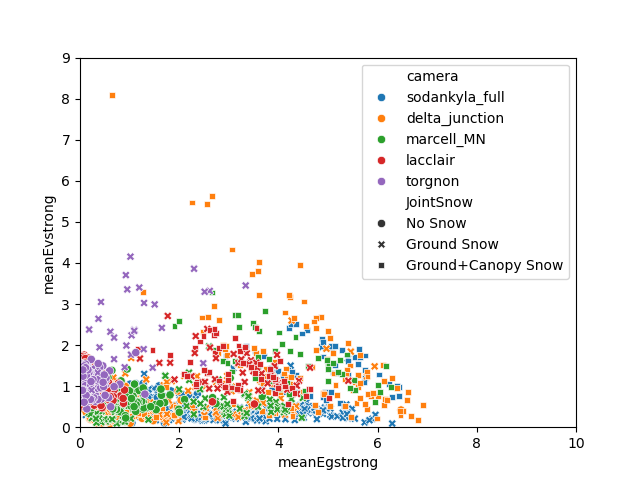 9
8
7
6
5
4
3
2
1
0
meanEvstrong
camera
sodankyla_full
delta_junction
marcell_MN
lacclair
torgnon
JointSnow
No Snow
Ground Snow
Ground+Canopy Snow
0 2 4 6 8 10
meanEgstrong